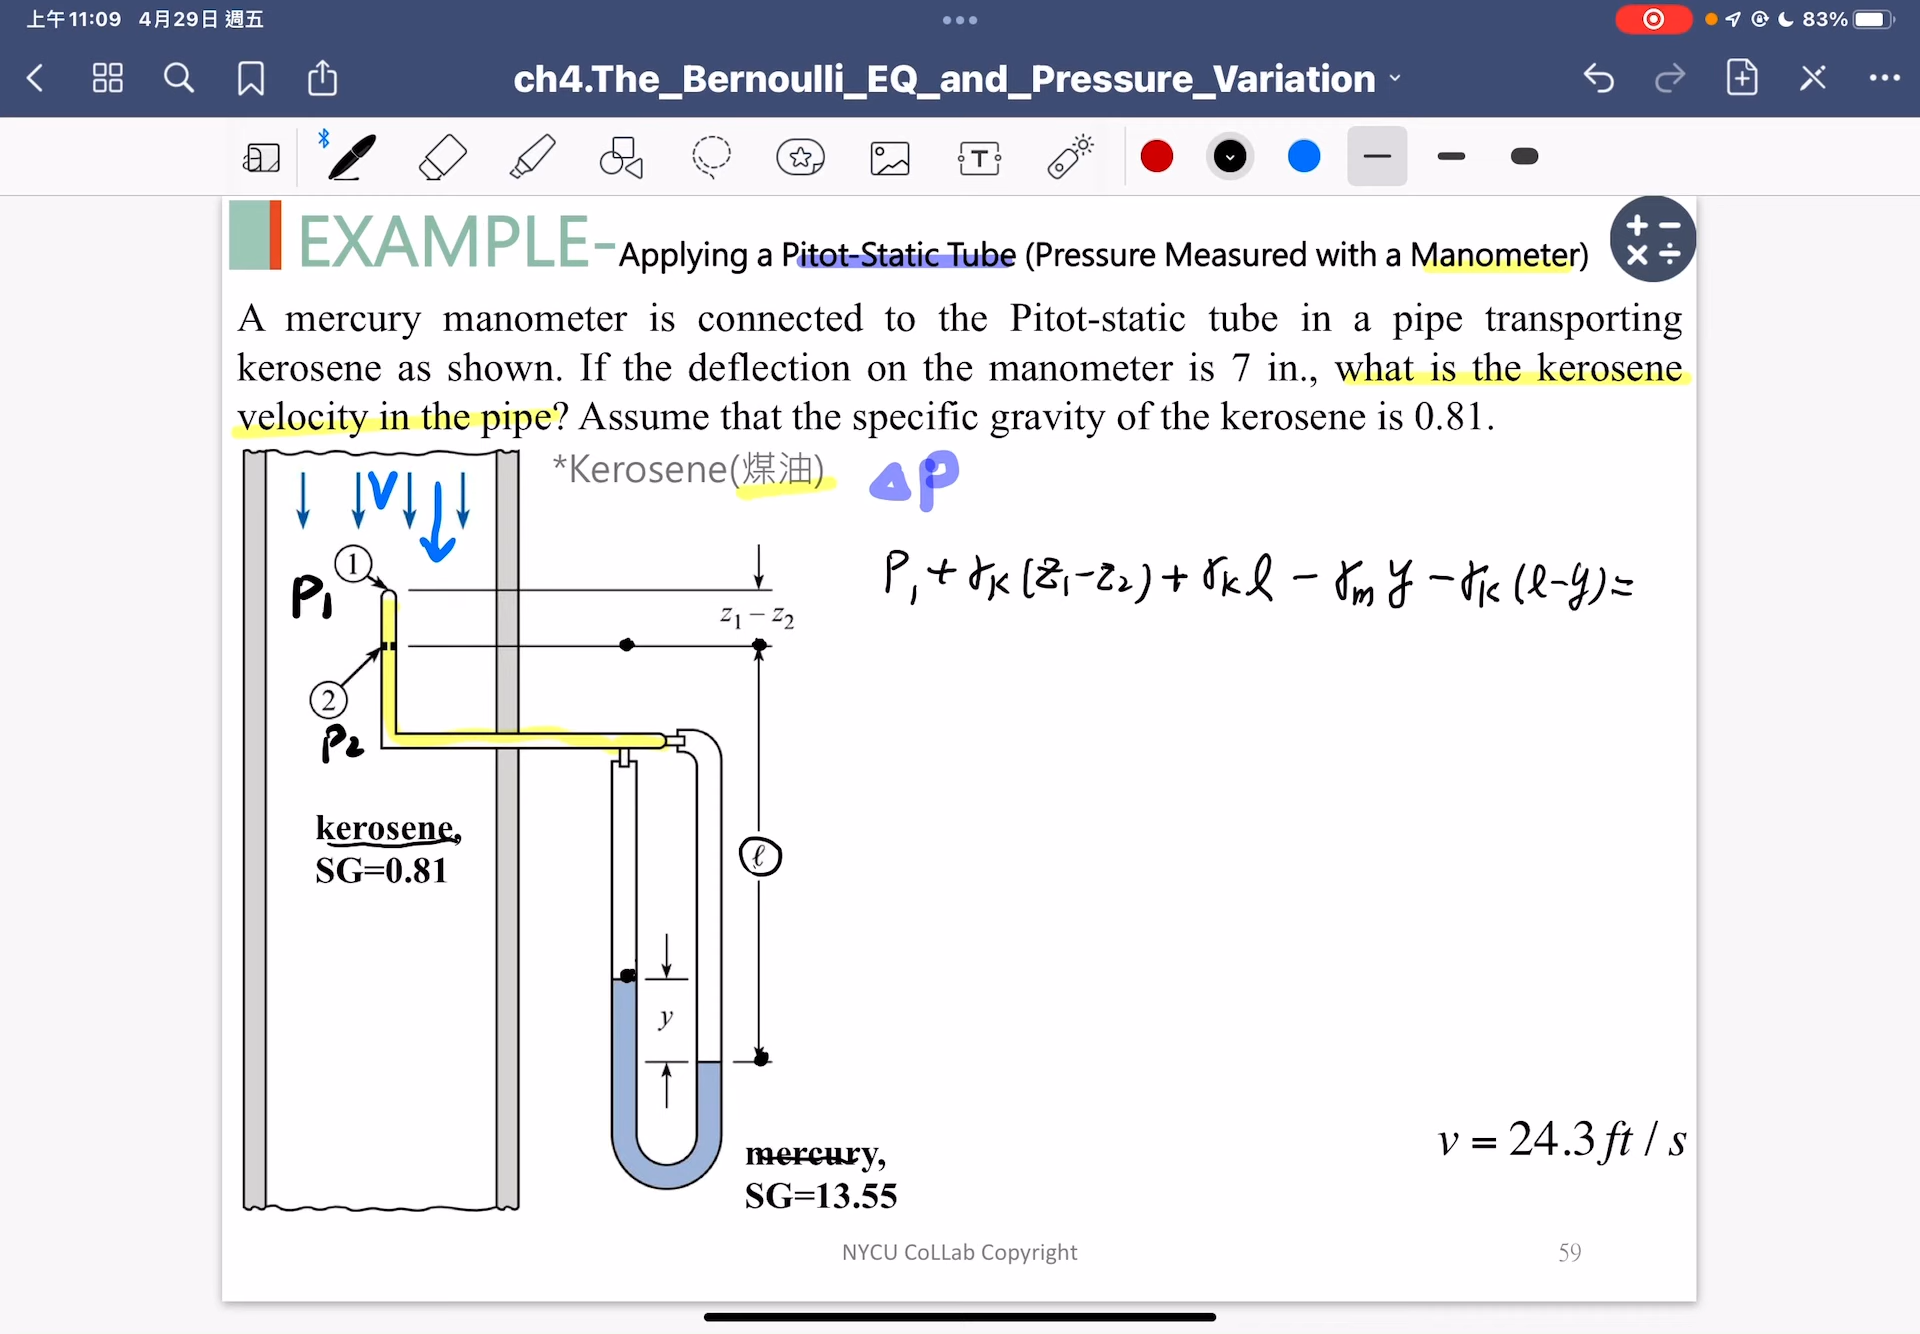 上午11:09 4月29日 週五
83%
ch4.The_Bernoulli_EQ_and_Pressure_Variation
EXAMPLE-Applying a Pitot-Static Tube (Pressure Measured with a Manometer)
A mercury manometer is connected to the Pitot-static tube in a pipe transporting
kerosene as shown. If the deflection on the manometer is 7 in., what is the kerosene
velocity in the pipe? Assume that the specific gravity of the kerosene is 0.81.
*Kerosene(煤油)
ΔP
V
1
P₁
z₁ − z₂
P₁ + γk (z₁−z₂) + γk ℓ − γm y − γk (ℓ−y) =
2
P₂
kerosene,
SG=0.81
ℓ
y
mercury,
SG=13.55
v = 24.3 ft / s
NYCU CoLLab Copyright
59